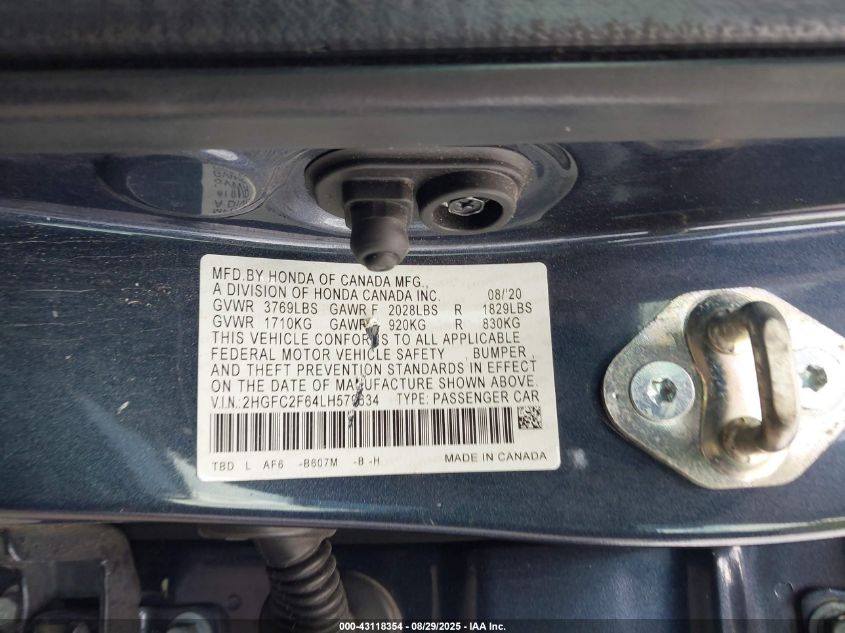 MFD.BY HONDA OF CANADA MFG.,
A DIVISION OF HONDA CANADA INC. 08/'20
GVWR 3769LBS GAWR F 2028LBS R 1829LBS
GVWR 1710KG GAWR 920KG R 830KG
THIS VEHICLE CONFORMS TO ALL APPLICABLE
FEDERAL MOTOR VEHICLE SAFETY , BUMPER ,
AND THEFT PREVENTION STANDARDS IN EFFECT
ON THE DATE OF MANUFACTURE SHOWN ABOVE.
V.I.N.: TYPE: PASSENGER CAR
TBD L AF6 -B607M -B -H MADE IN CANADA
000-43118354 - 08/29/2025 - IAA Inc.